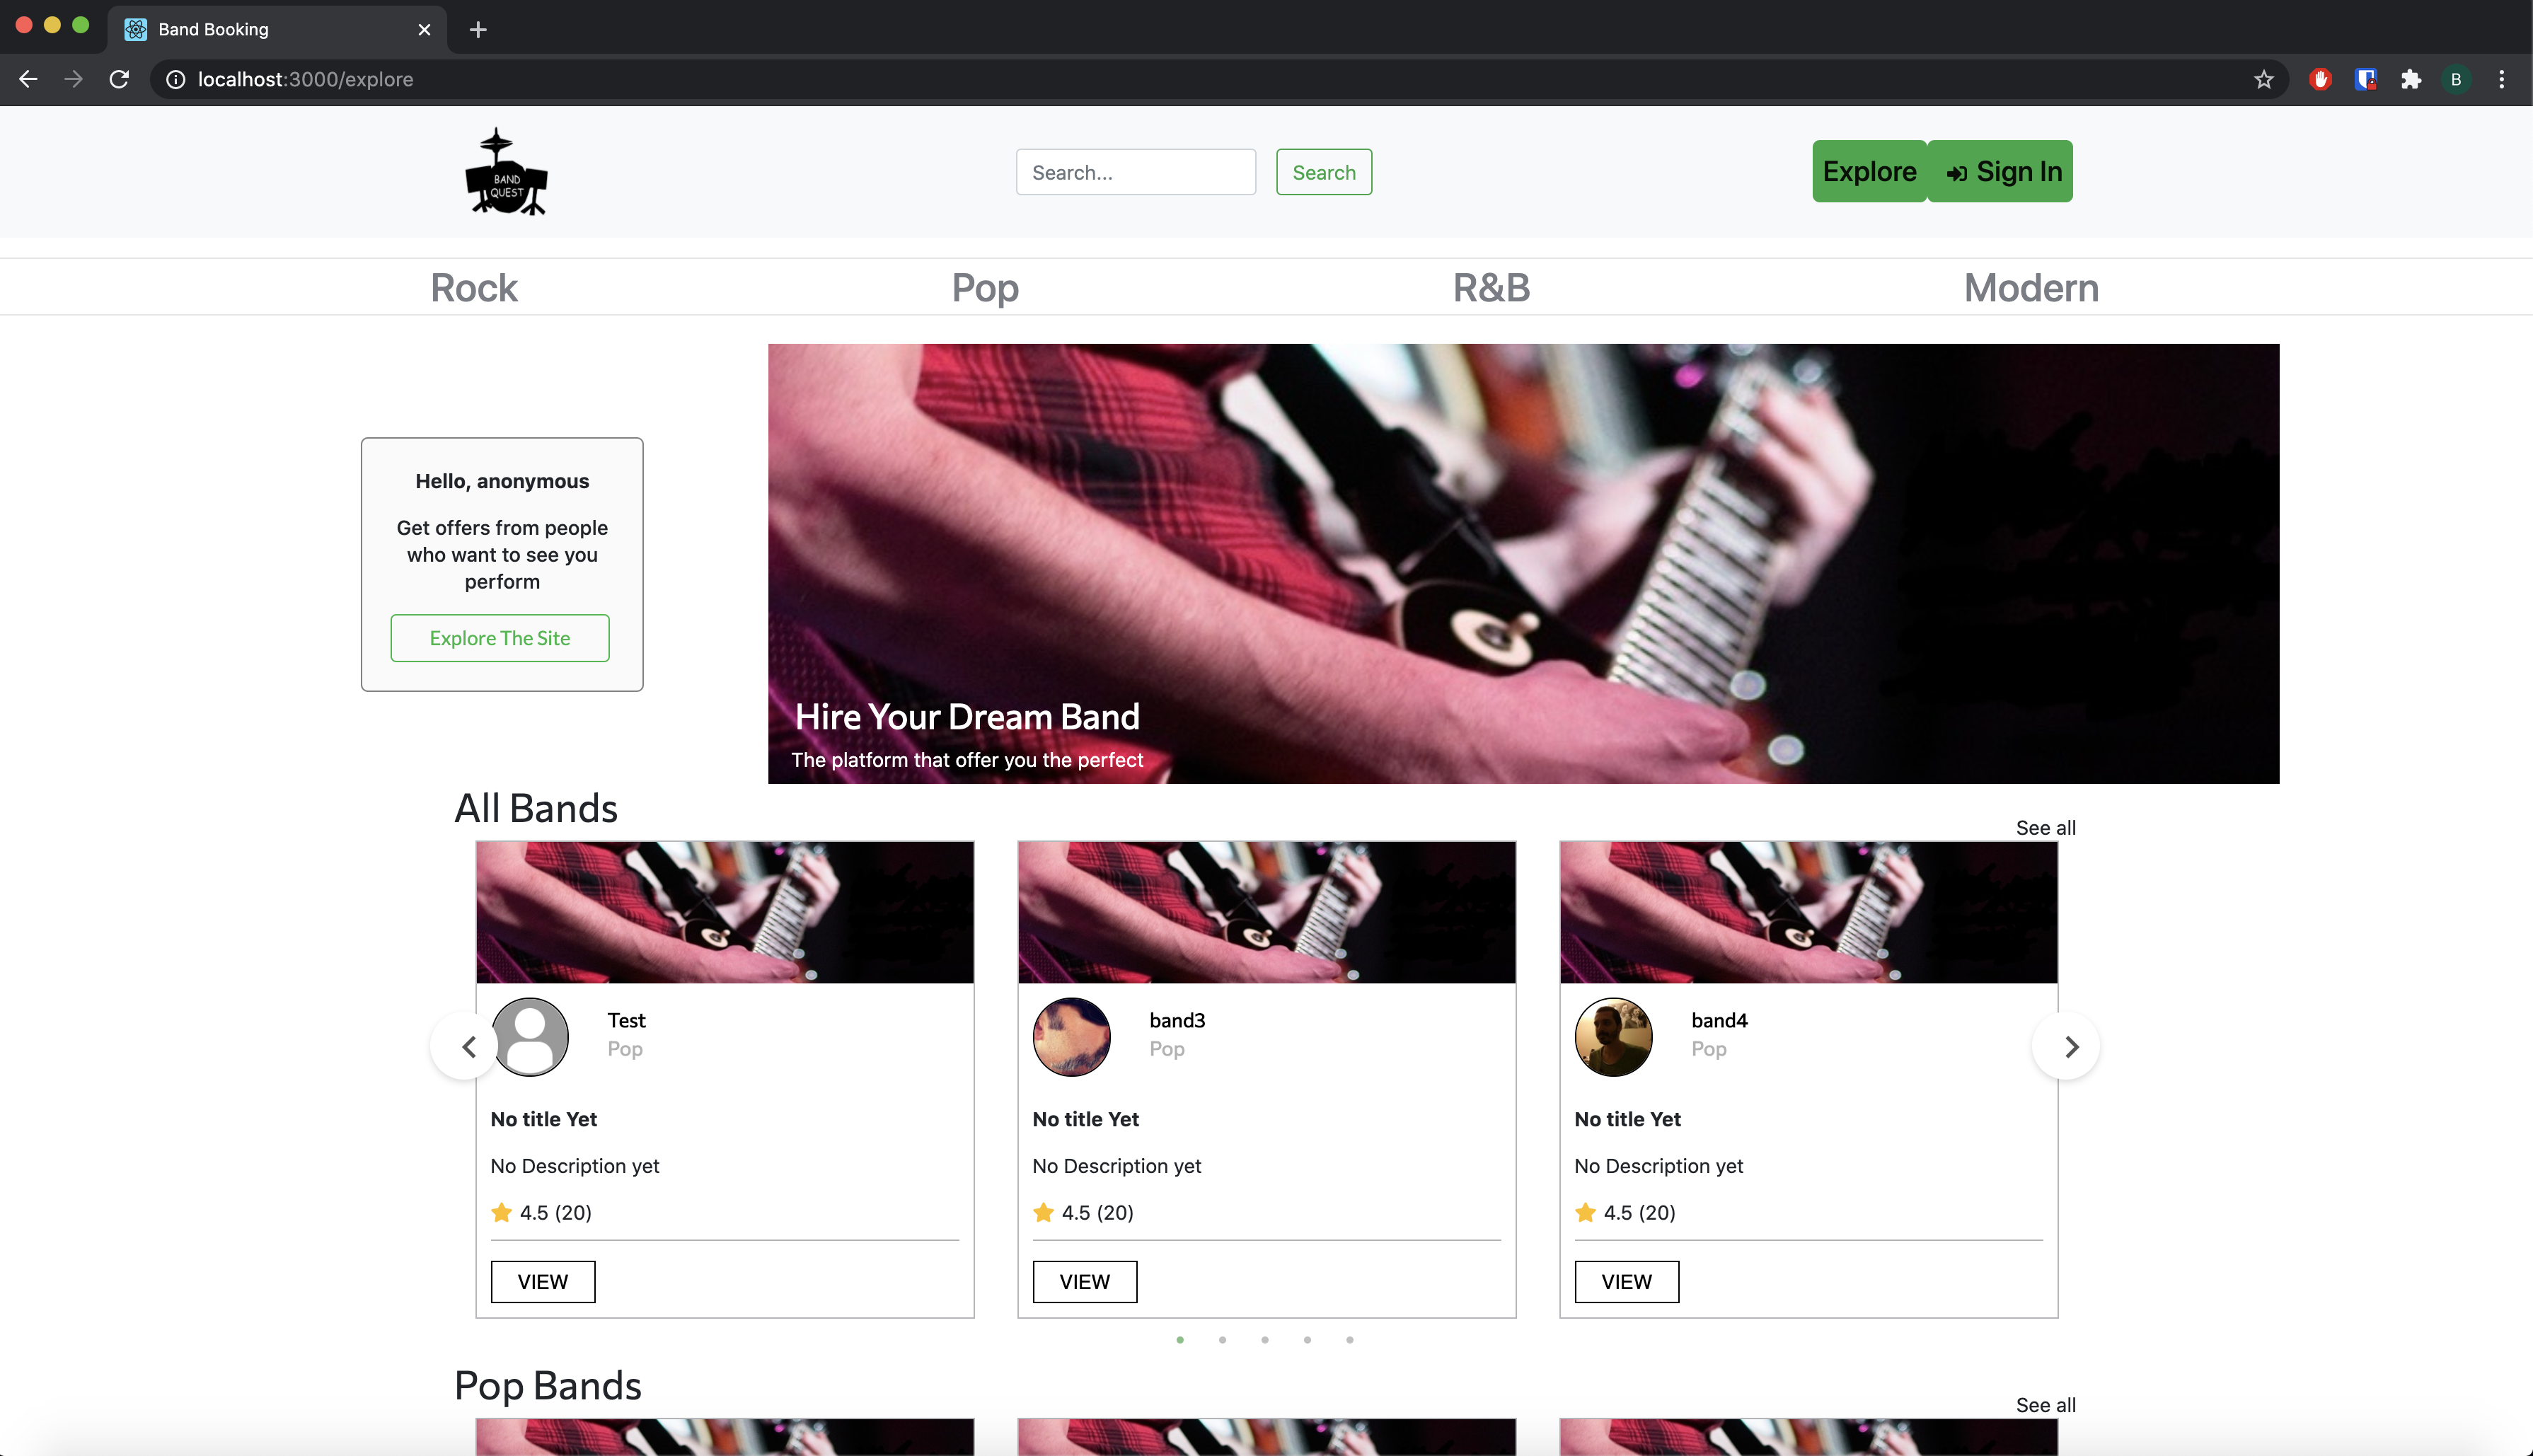 Band Booking
localhost:3000/explore
B
BAND
QUEST
Search...
Search
Explore
Sign In
Rock
Pop
R&B
Modern
Hello, anonymous
Get offers from people
who want to see you
perform
Explore The Site
Hire Your Dream Band
The platform that offer you the perfect
All Bands
See all
Test
Pop
No title Yet
No Description yet
4.5 (20)
VIEW
band3
Pop
No title Yet
No Description yet
4.5 (20)
VIEW
band4
Pop
No title Yet
No Description yet
4.5 (20)
VIEW
Pop Bands
See all